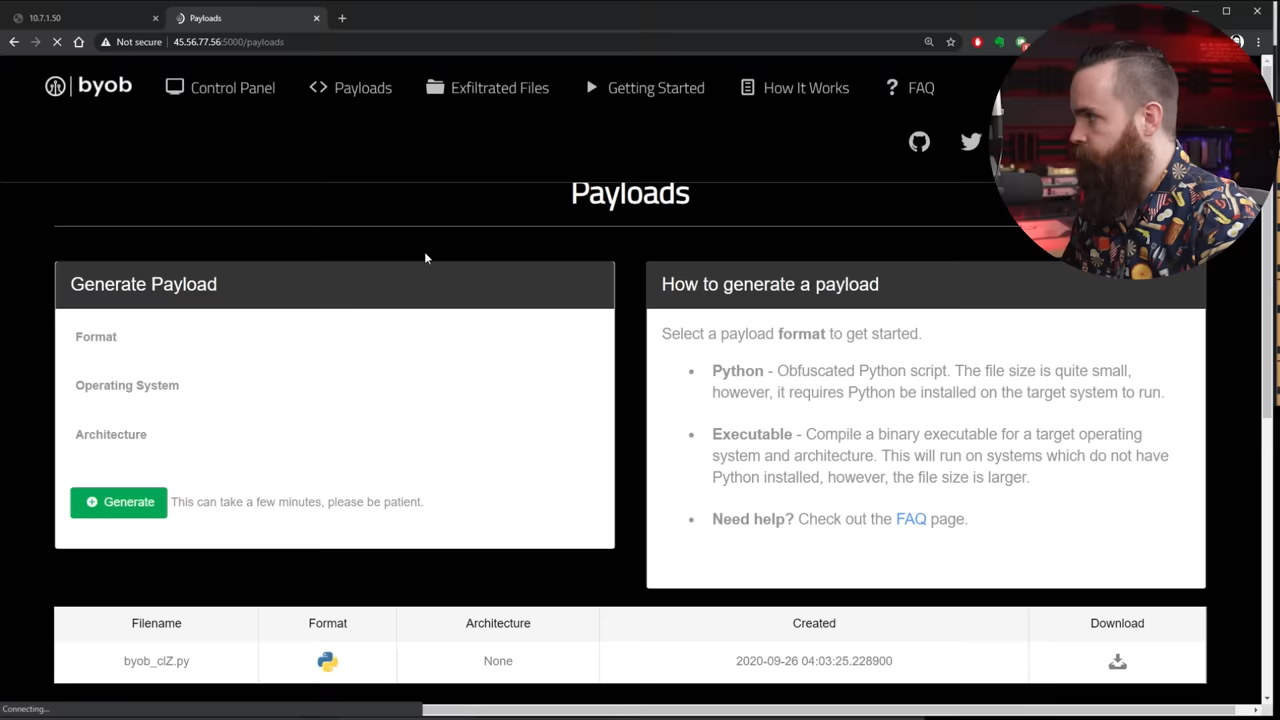 10.7.1.50
Payloads
Not secure
45.56.77.56:5000/payloads
byob
Control Panel
Payloads
Exfiltrated Files
Getting Started
How It Works
FAQ
Payloads
Generate Payload
Format
Operating System
Architecture
Generate
This can take a few minutes, please be patient.
How to generate a payload
Select a payload format to get started.
Python - Obfuscated Python script. The file size is quite small,
however, it requires Python be installed on the target system to run.
Executable - Compile a binary executable for a target operating
system and architecture. This will run on systems which do not have
Python installed, however, the file size is larger.
Need help? Check out the FAQ page.
Filename
Format
Architecture
Created
Download
byob_clZ.py
None
2020-09-26 04:03:25.228900
Connecting...